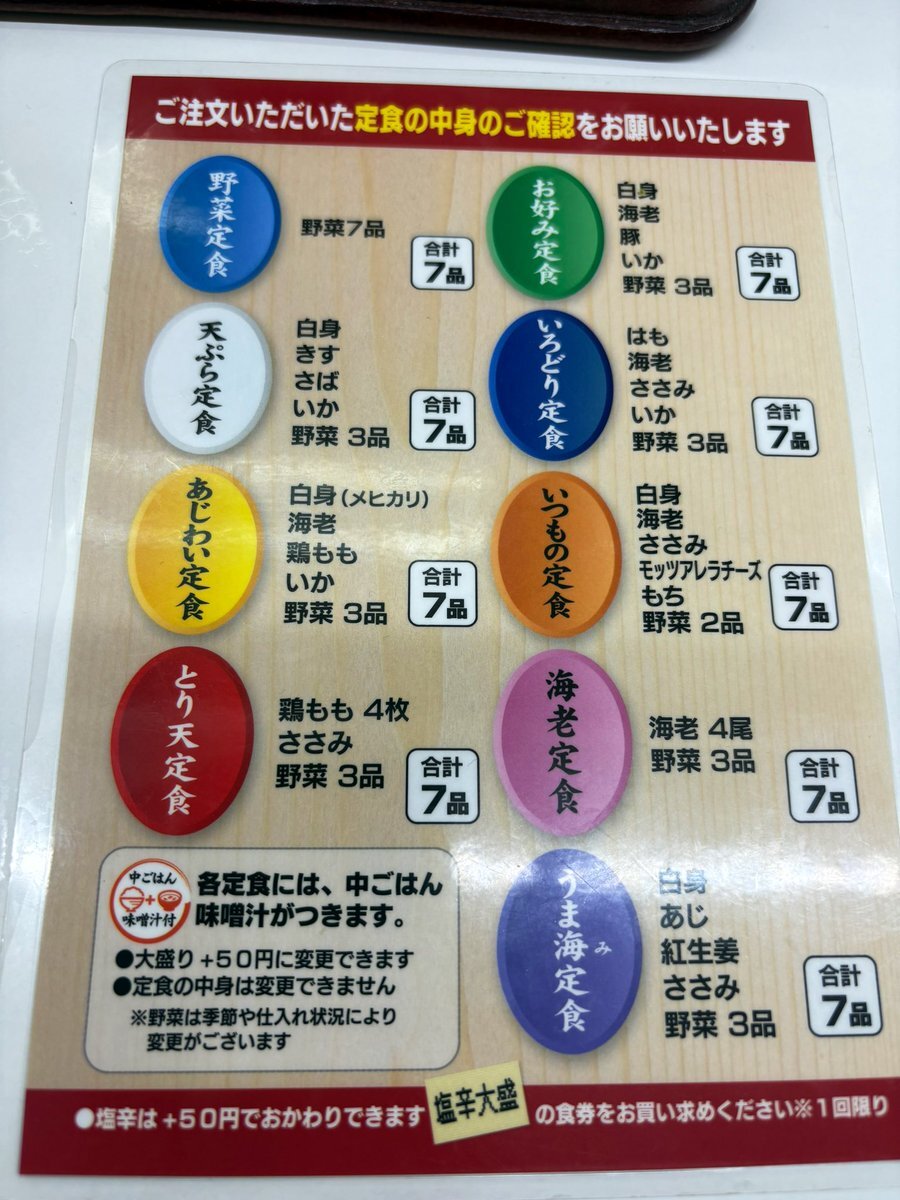 ご注文いただいた定食の中身のご確認をお願いいたします
野菜定食
野菜7品
合計
7品
お好み定食
白身
海老
豚
いか
野菜 3品
合計
7品
天ぷら定食
白身
きす
さば
いか
野菜 3品
合計
7品
いろどり定食
はも
海老
ささみ
いか
野菜 3品
合計
7品
あじわい定食
白身(メヒカリ)
海老
鶏もも
いか
野菜 3品
合計
7品
いつもの定食
白身
海老
ささみ
モッツアレラチーズ
もち
野菜 2品
合計
7品
とり天定食
鶏もも 4枚
ささみ
野菜 3品
合計
7品
海老定食
海老 4尾
野菜 3品
合計
7品
中ごはん
+
味噌汁付
各定食には、中ごはん
味噌汁がつきます。
●大盛り+50円に変更できます
●定食の中身は変更できません
※野菜は季節や仕入れ状況により
変更がございます
うま海定食
み
白身
あじ
紅生姜
ささみ
野菜 3品
合計
7品
●塩辛は+50円でおかわりできます 塩辛大盛 の食券をお買い求めください※1回限り